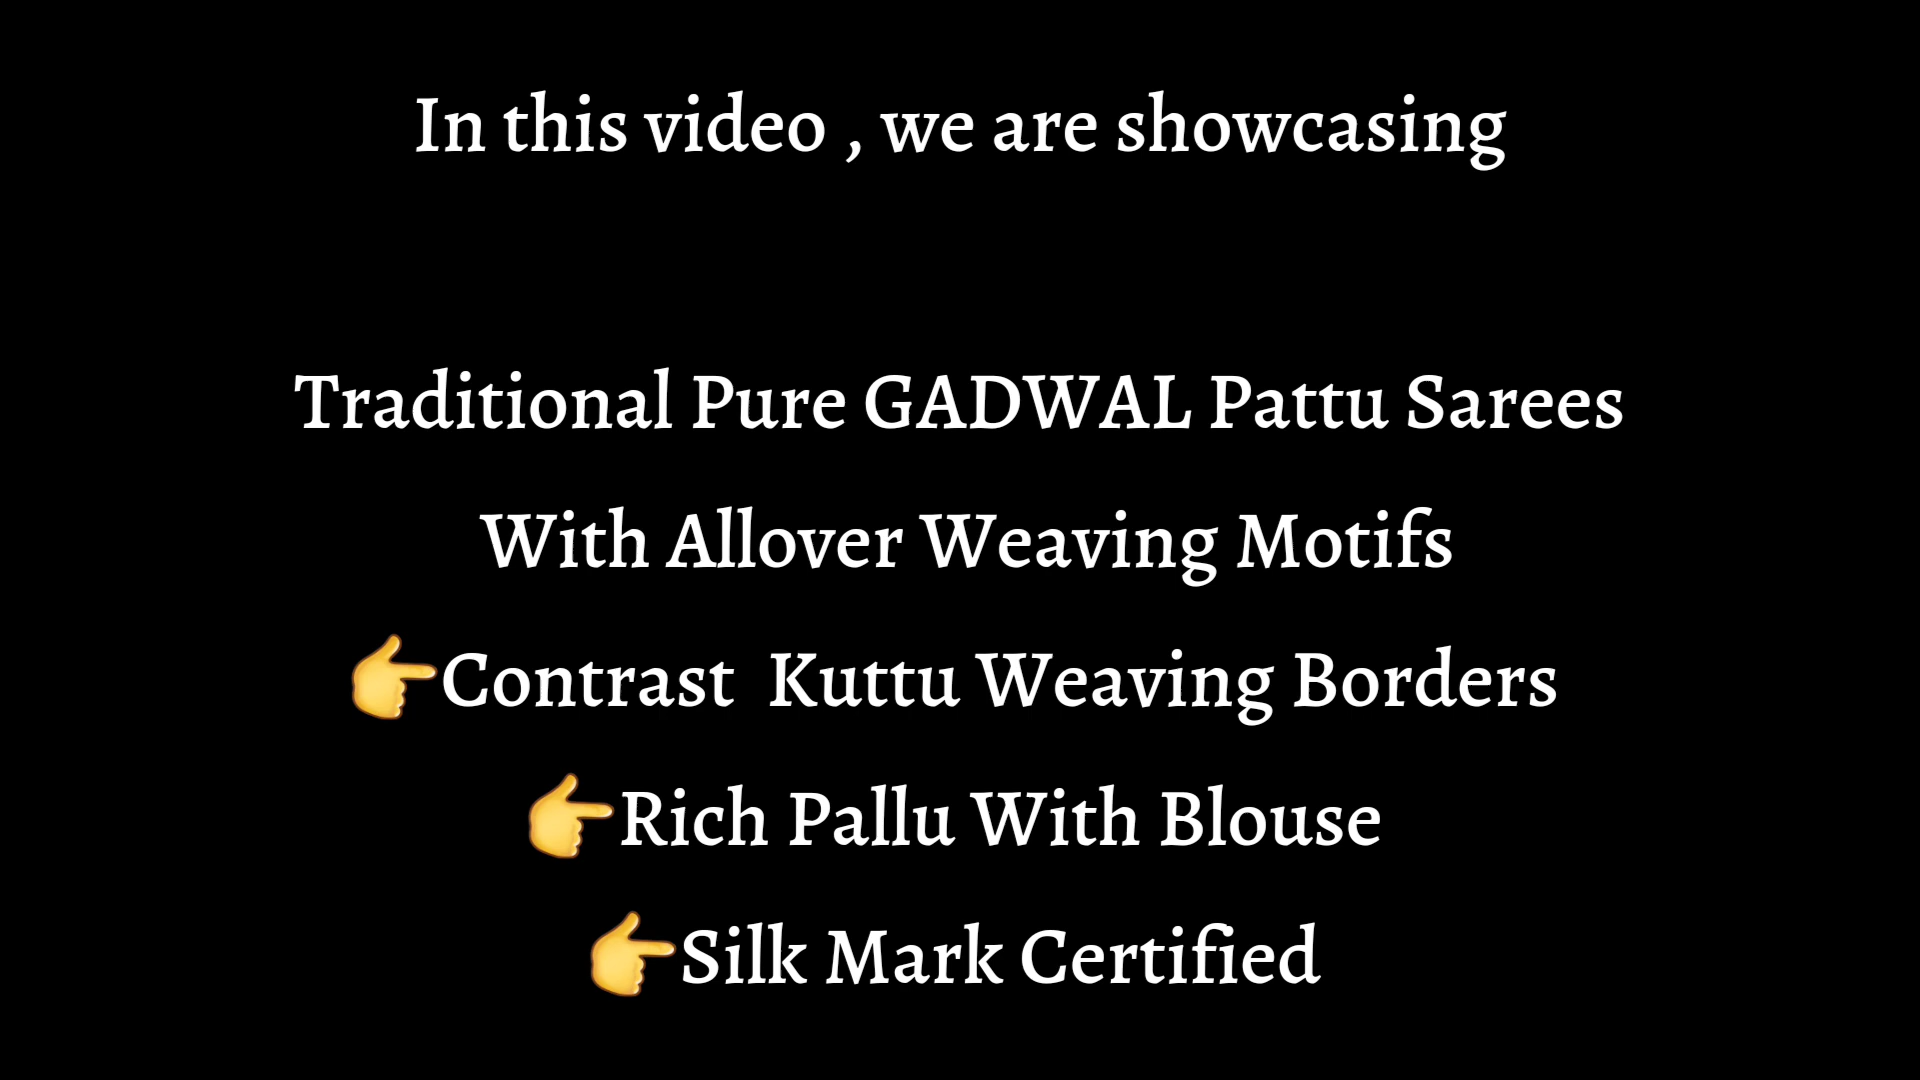 In this video , we are showcasing
Traditional Pure GADWAL Pattu Sarees
With Allover Weaving Motifs
👉Contrast  Kuttu Weaving Borders
👉Rich Pallu With Blouse
👉Silk Mark Certified